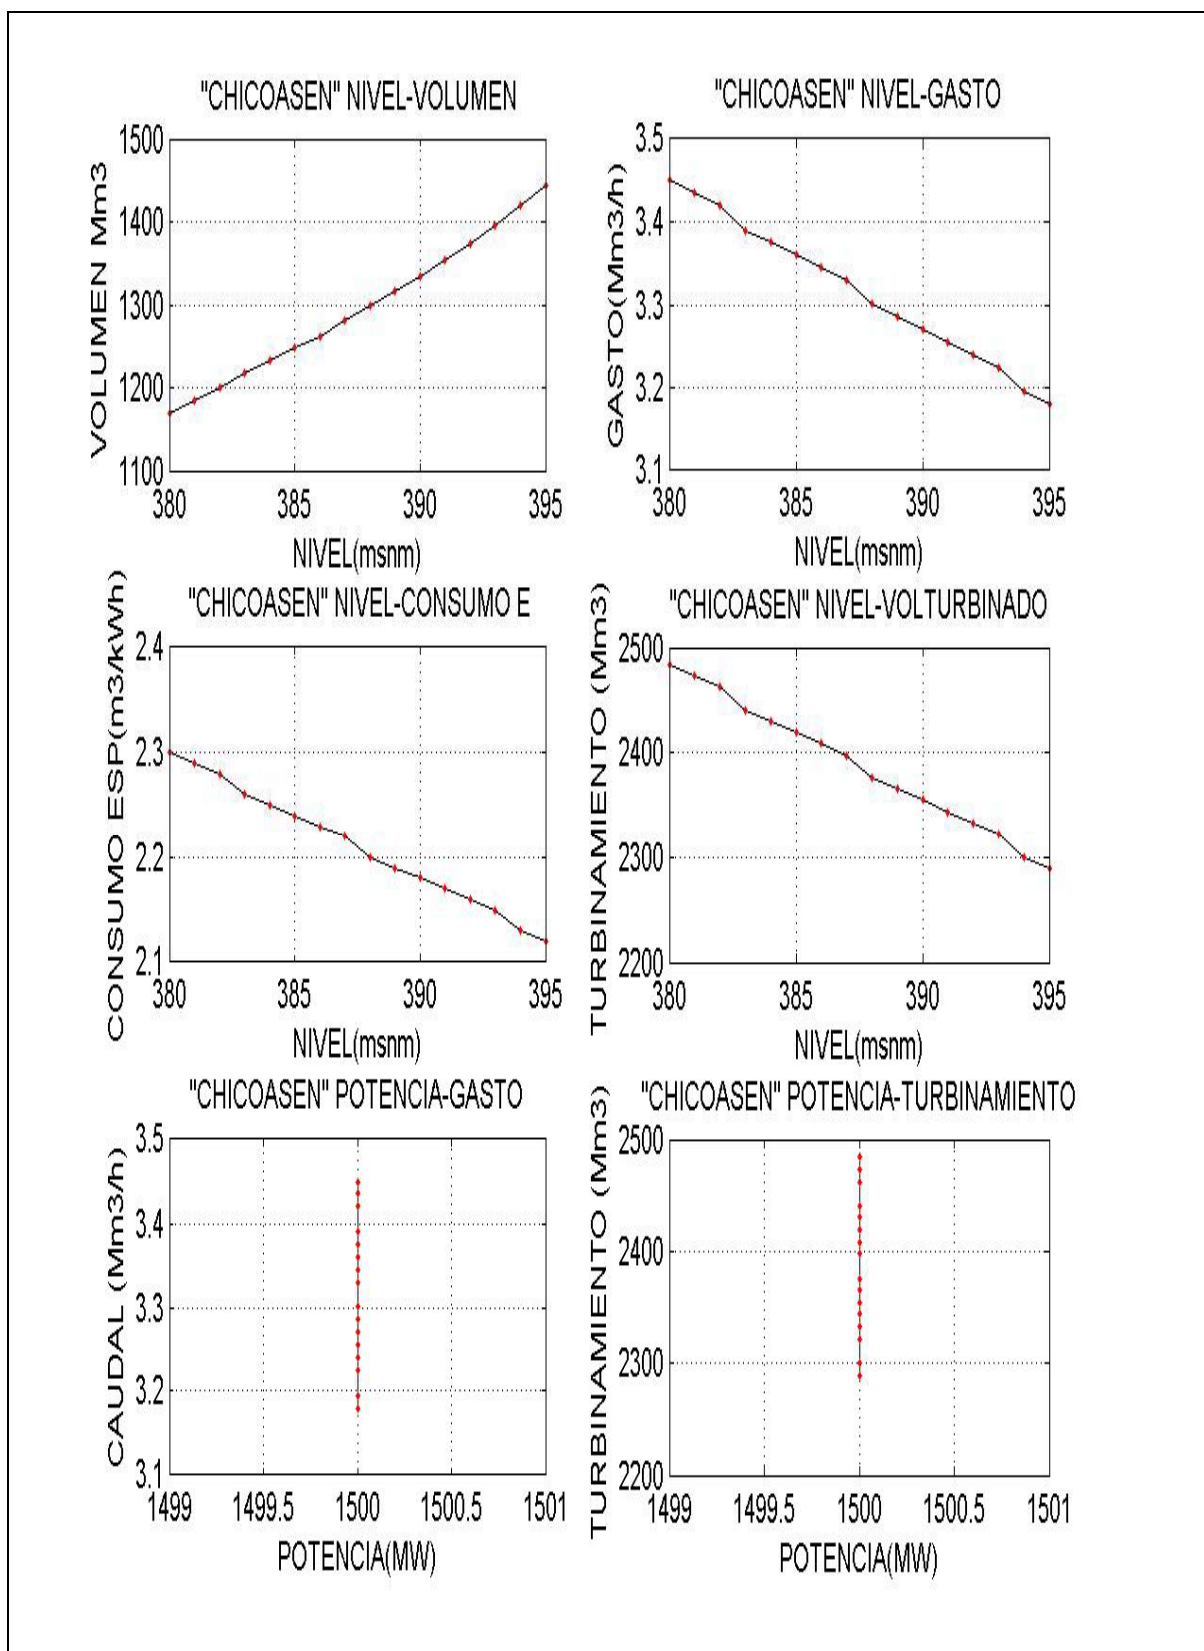 "CHICOASEN" NIVEL-VOLUMEN
VOLUMEN Mm3
1500
1400
1300
1200
1100
380 385 390 395
NIVEL(msnm)
"CHICOASEN" NIVEL-GASTO
GASTO(Mm3/h)
3.5
3.4
3.3
3.2
3.1
380 385 390 395
NIVEL(msnm)
"CHICOASEN" NIVEL-CONSUMO E
CONSUMO ESP(m3/kWh)
2.4
2.3
2.2
2.1
380 385 390 395
NIVEL(msnm)
"CHICOASEN" NIVEL-VOLTURBINADO
TURBINAMIENTO (Mm3)
2500
2400
2300
2200
380 385 390 395
NIVEL(msnm)
"CHICOASEN" POTENCIA-GASTO
CAUDAL (Mm3/h)
3.5
3.4
3.3
3.2
3.1
1499 1499.5 1500 1500.5 1501
POTENCIA(MW)
"CHICOASEN" POTENCIA-TURBINAMIENTO
TURBINAMIENTO (Mm3)
2500
2400
2300
2200
1499 1499.5 1500 1500.5 1501
POTENCIA(MW)